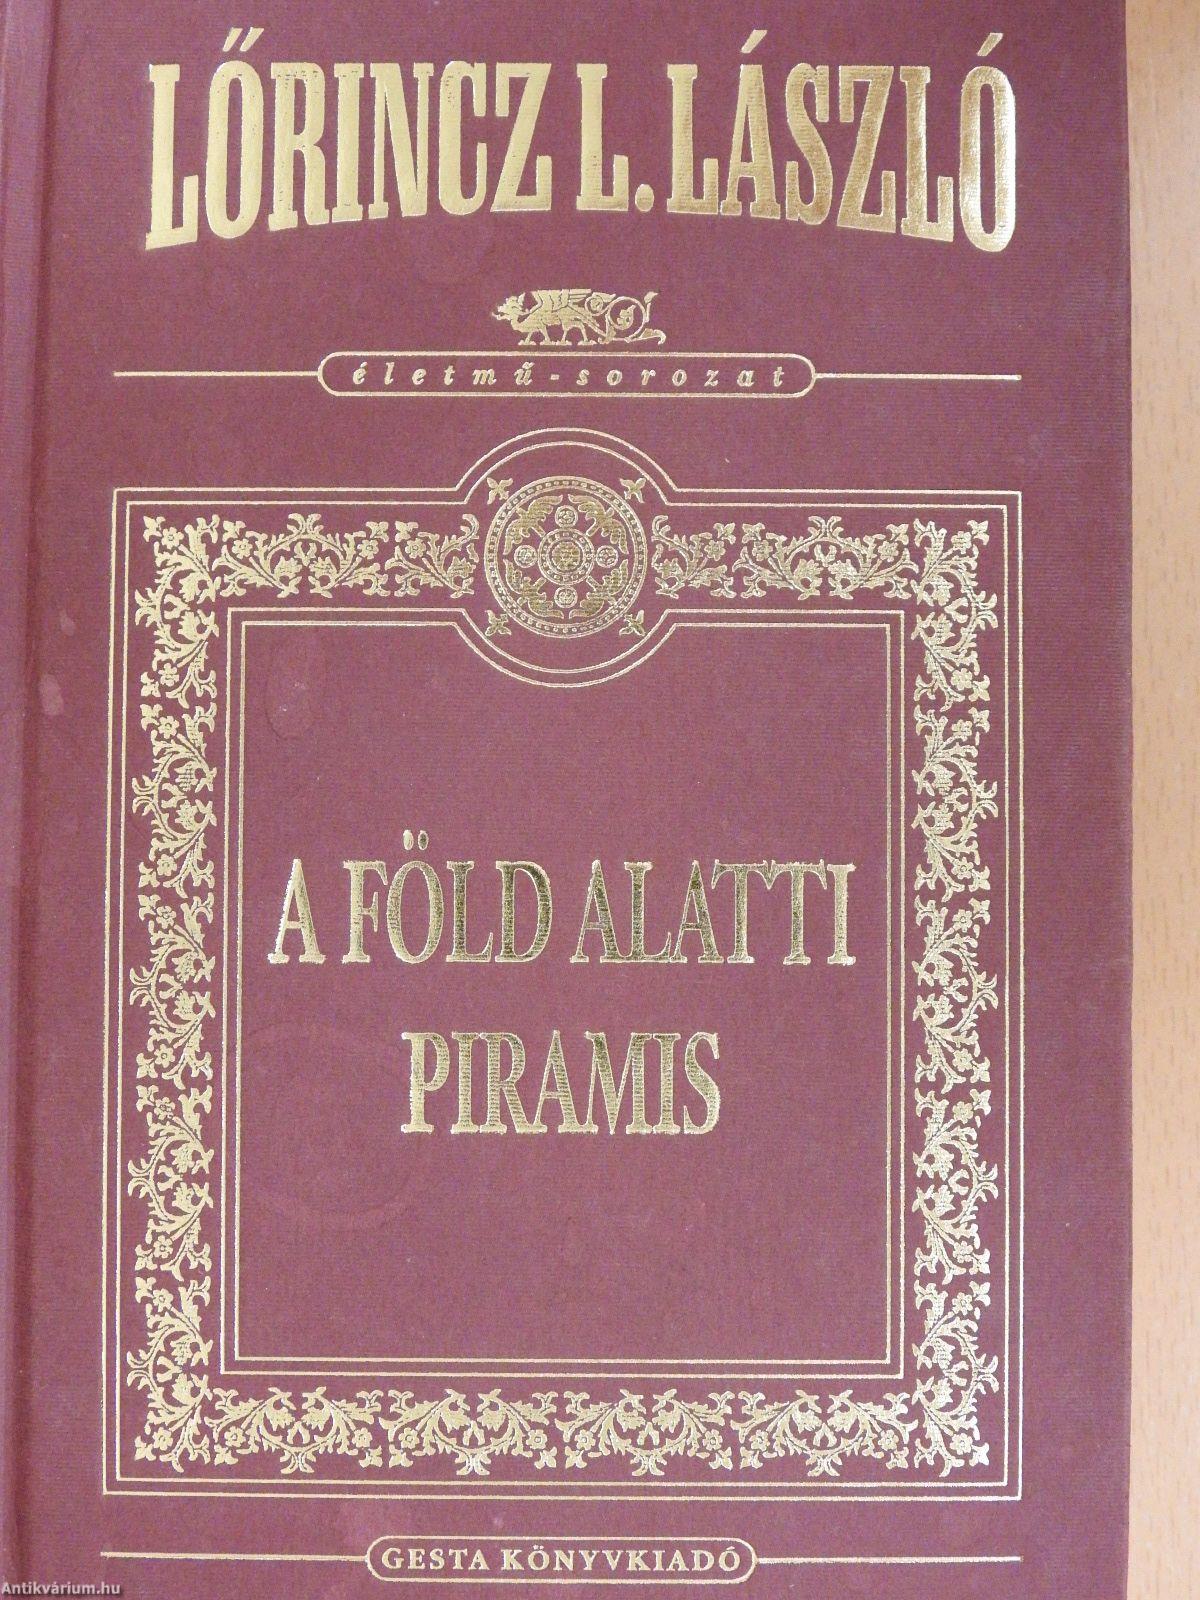 LŐRINCZ L. LÁSZLÓ
életmű-sorozat
A FÖLD ALATTI
PIRAMIS
GESTA KÖNYVKIADÓ
Antikvárium.hu